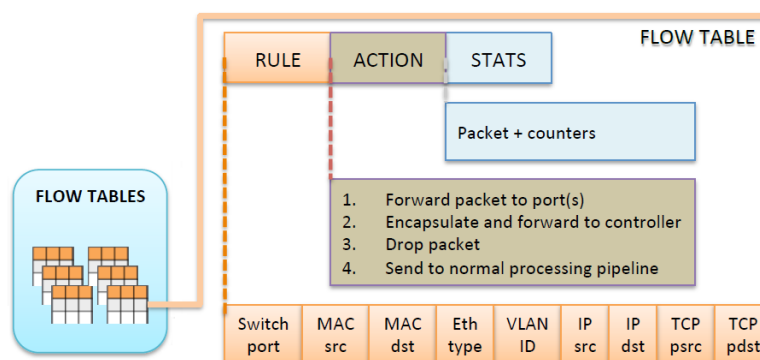 FLOW TABLE
RULE ACTION STATS
Packet + counters
FLOW TABLES
1. Forward packet to port(s)
2. Encapsulate and forward to controller
3. Drop packet
4. Send to normal processing pipeline
Switch port
MAC src
MAC dst
Eth type
VLAN ID
IP src
IP dst
TCP psrc
TCP pdst